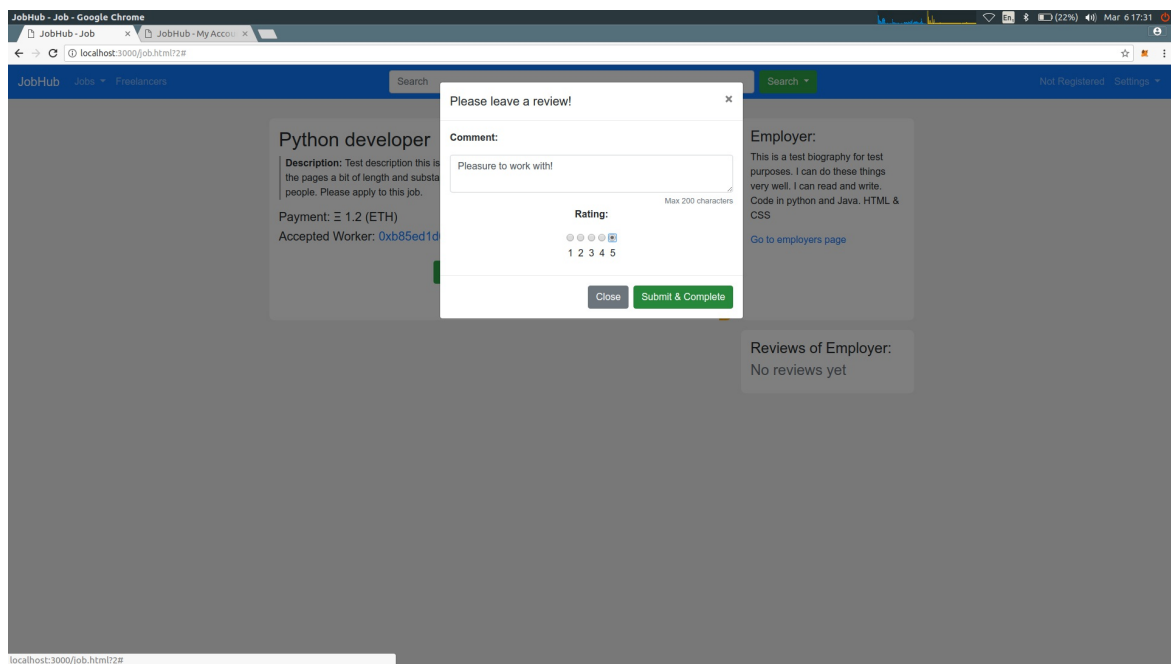 JobHub - Job - Google Chrome
En
(22%)
Mar 6 17:31
JobHub - Job ×
JobHub - My Accou ×
localhost:3000/job.html?2#
JobHub Jobs Freelancers Search Search Not Registered Settings
Please leave a review! ×
Comment:
Pleasure to work with!
Max 200 characters
Rating:
1 2 3 4 5
Close Submit & Complete
Python developer
Description: Test description this is
the pages a bit of length and substa
people. Please apply to this job.
Payment: Ξ 1.2 (ETH)
Accepted Worker: 0xb85ed1d
Employer:
This is a test biography for test
purposes. I can do these things
very well. I can read and write.
Code in python and Java. HTML &
CSS
Go to employers page
Reviews of Employer:
No reviews yet
localhost:3000/job.html?2#